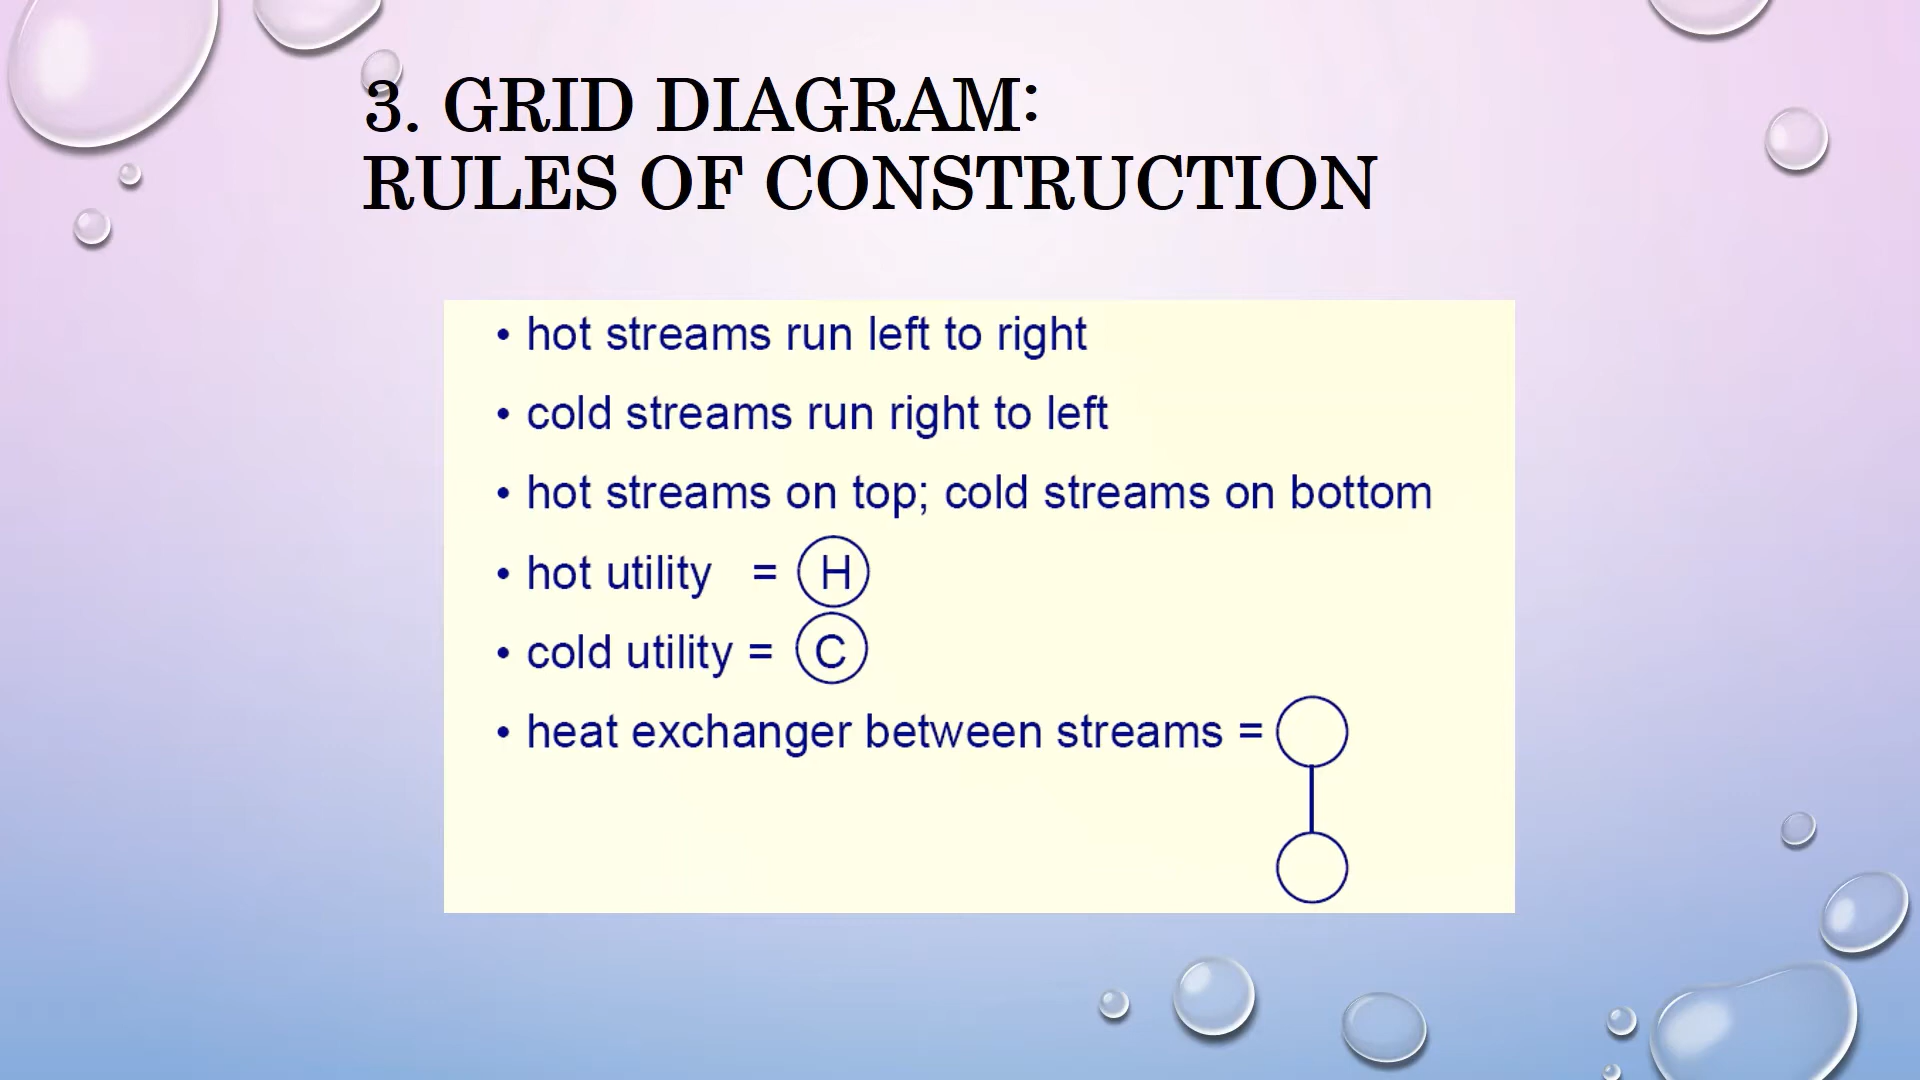 3. GRID DIAGRAM:
RULES OF CONSTRUCTION
• hot streams run left to right
• cold streams run right to left
• hot streams on top; cold streams on bottom
• hot utility = H
• cold utility = C
• heat exchanger between streams =